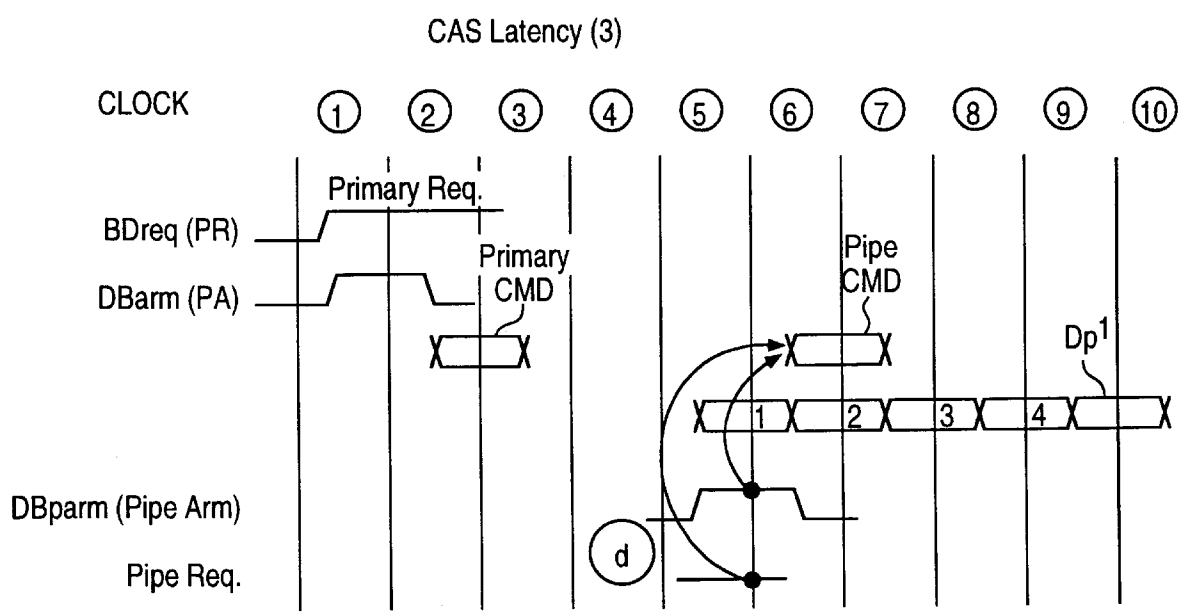 CAS Latency (3)
CLOCK 1 2 3 4 5 6 7 8 9 10
Primary Req.
BDreq (PR)
Primary
CMD
DBarm (PA)
Pipe
CMD
Dp1
1 2 3 4
DBparm (Pipe Arm)
d
Pipe Req.